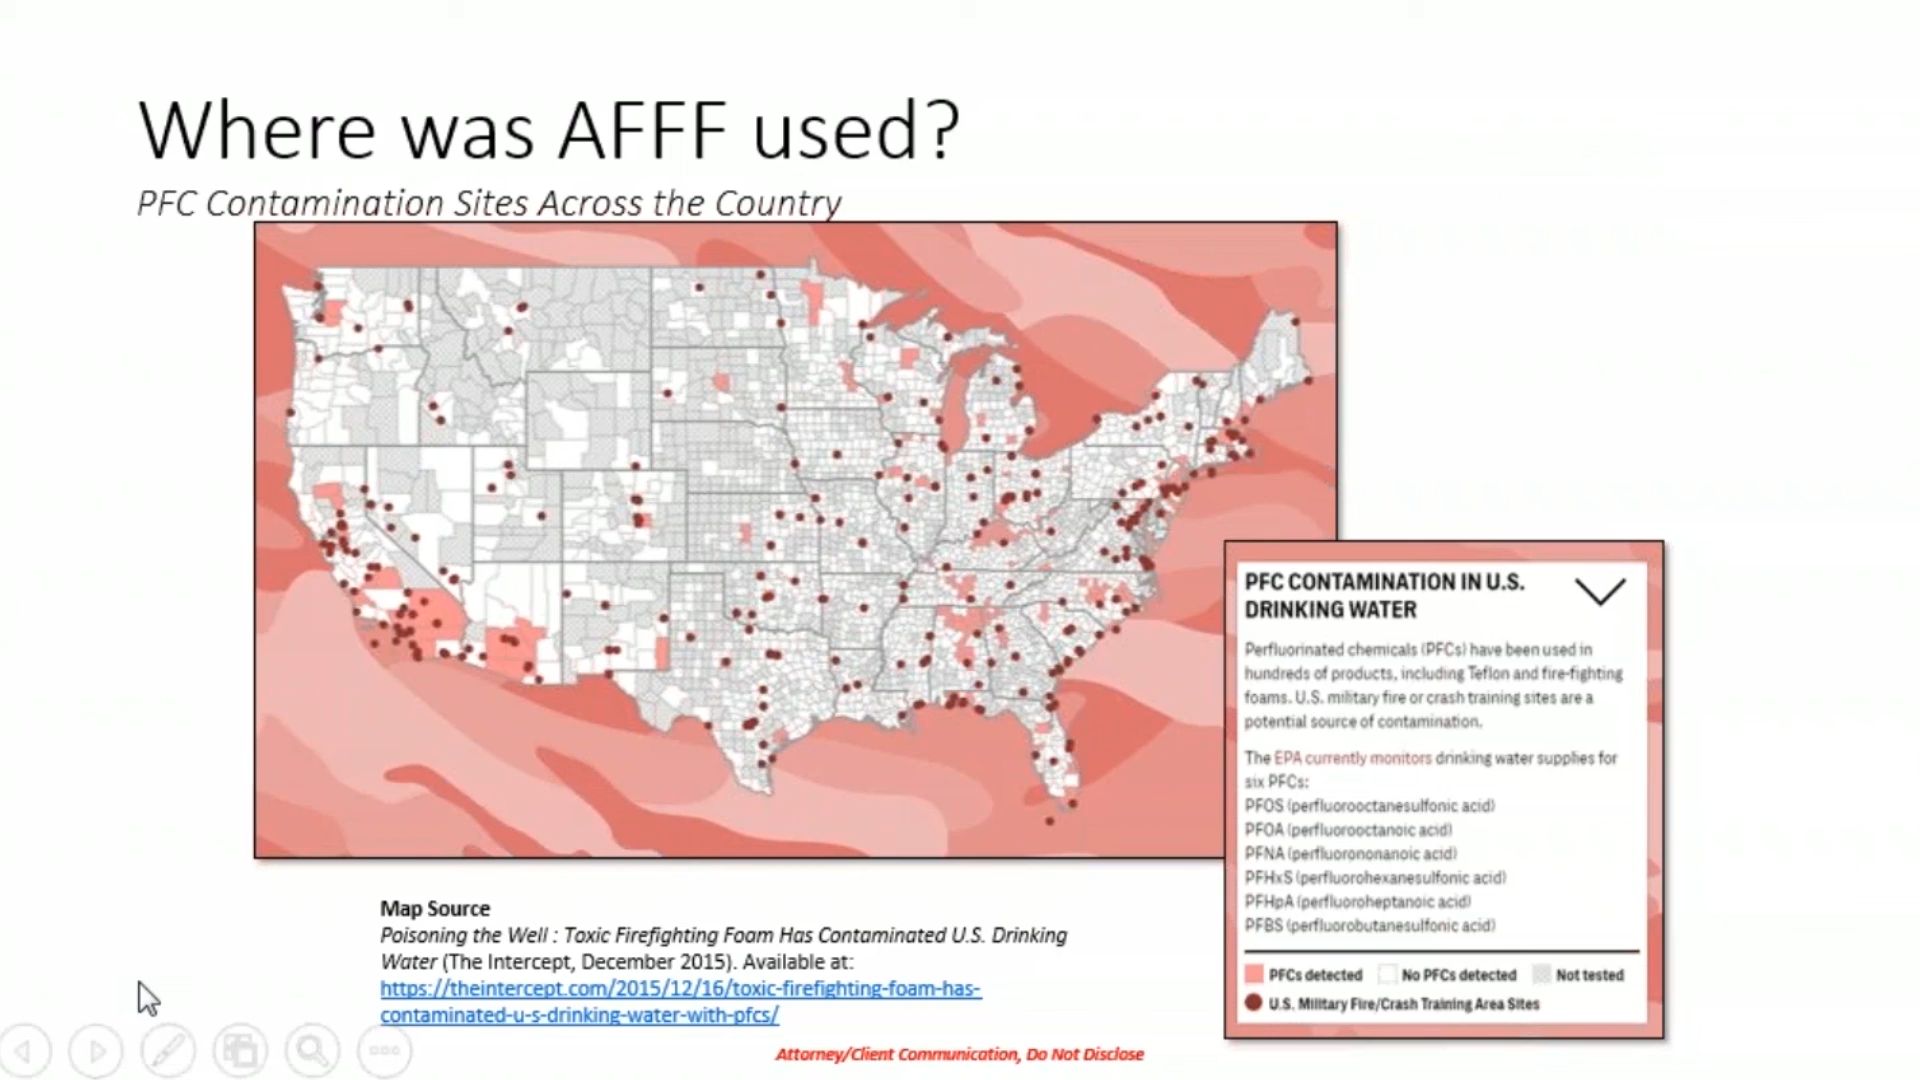 Where was AFFF used?
PFC Contamination Sites Across the Country
PFC CONTAMINATION IN U.S.
DRINKING WATER
Perfluorinated chemicals (PFCs) have been used in
hundreds of products, including Teflon and fire-fighting
foams. U.S. military fire or crash training sites are a
potential source of contamination.
The EPA currently monitors drinking water supplies for
six PFCs:
PFOS (perfluorooctanesulfonic acid)
PFOA (perfluorooctanoic acid)
PFNA (perfluorononanoic acid)
PFHxS (perfluorohexanesulfonic acid)
PFHpA (perfluoroheptanoic acid)
PFBS (perfluorobutanesulfonic acid)
PFCs detected No PFCs detected Not tested
U.S. Military Fire/Crash Training Area Sites
Map Source
Poisoning the Well : Toxic Firefighting Foam Has Contaminated U.S. Drinking
Water (The Intercept, December 2015). Available at:
https://theintercept.com/2015/12/16/toxic-firefighting-foam-has-
contaminated-u-s-drinking-water-with-pfcs/
Attorney/Client Communication, Do Not Disclose